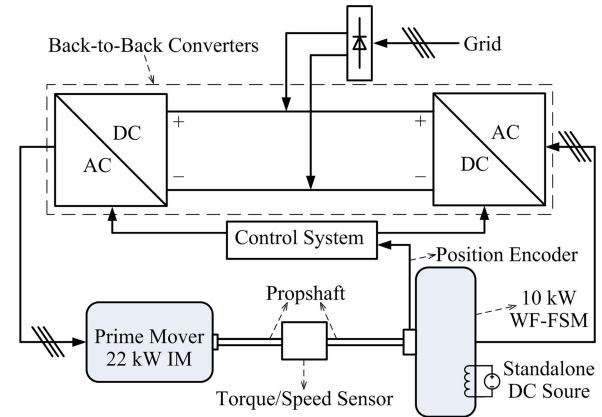 Back-to-Back Converters
Grid
DC
AC
+
−
+
−
AC
DC
Control System
Position Encoder
Propshaft
Prime Mover
22 kW IM
10 kW
WF-FSM
Torque/Speed Sensor
Standalone
DC Soure